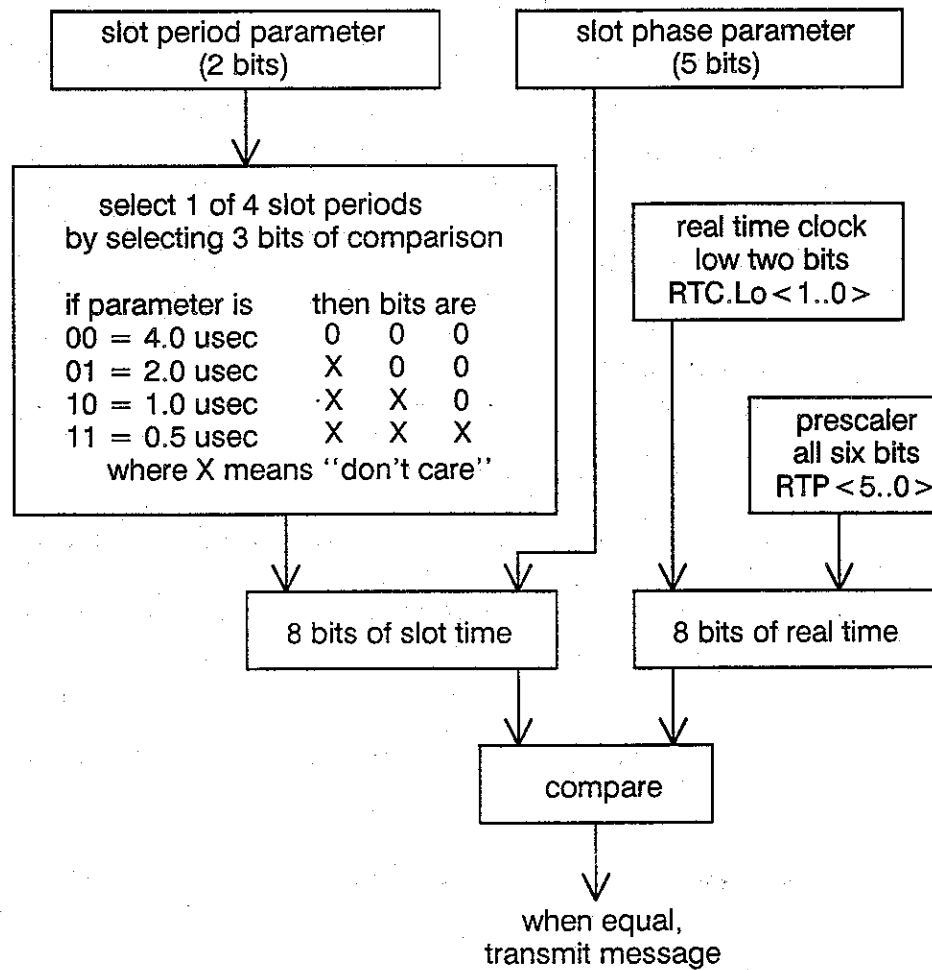 slot period parameter
(2 bits)
slot phase parameter
(5 bits)
select 1 of 4 slot periods
by selecting 3 bits of comparison
if parameter is then bits are
00 = 4.0 usec 0 0 0
01 = 2.0 usec X 0 0
10 = 1.0 usec X X 0
11 = 0.5 usec X X X
where X means "don't care"
real time clock
low two bits
RTC.Lo<1..0>
prescaler
all six bits
RTP<5..0>
8 bits of slot time
8 bits of real time
compare
when equal,
transmit message